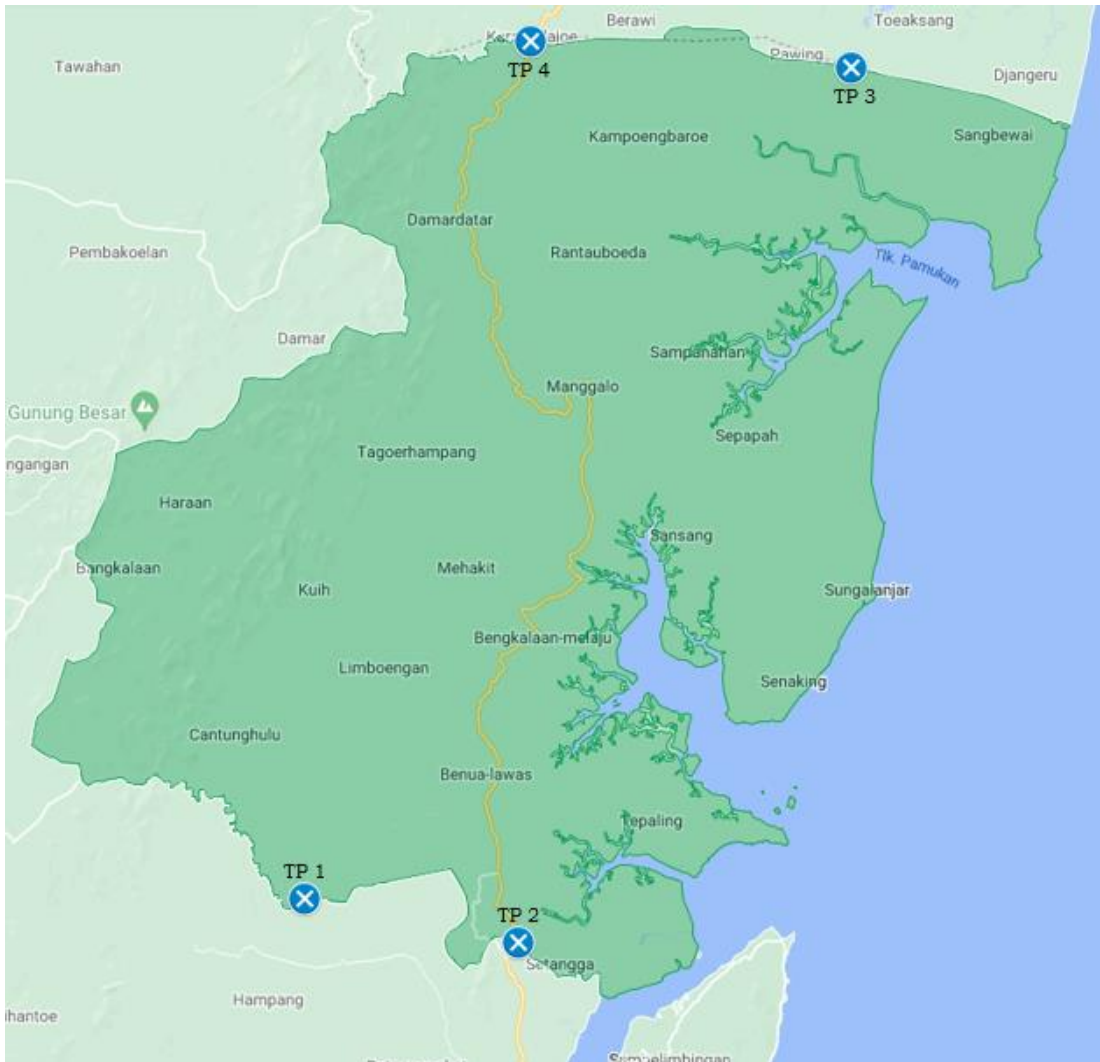 Berawi
Toeaksang
TP 4
Pawing
TP 3
Tawahan
Djangeru
Kampoengbaroe
Sangbewai
Damardatar
Pembakoelan
Rantauboeda
Tlk. Pamukan
Damar
Sampanahan
Manggalo
Gunung Besar
Sepapah
Tagoerhampang
ngangan
Haraan
Sansang
Bangkalaan
Mehakit
Kuih
Sungalanjar
Bengkalaan-melaju
Limboengan
Senaking
Cantunghulu
Benua-lawas
Tepaling
TP 1
TP 2
Setangga
Hampang
ihantoe